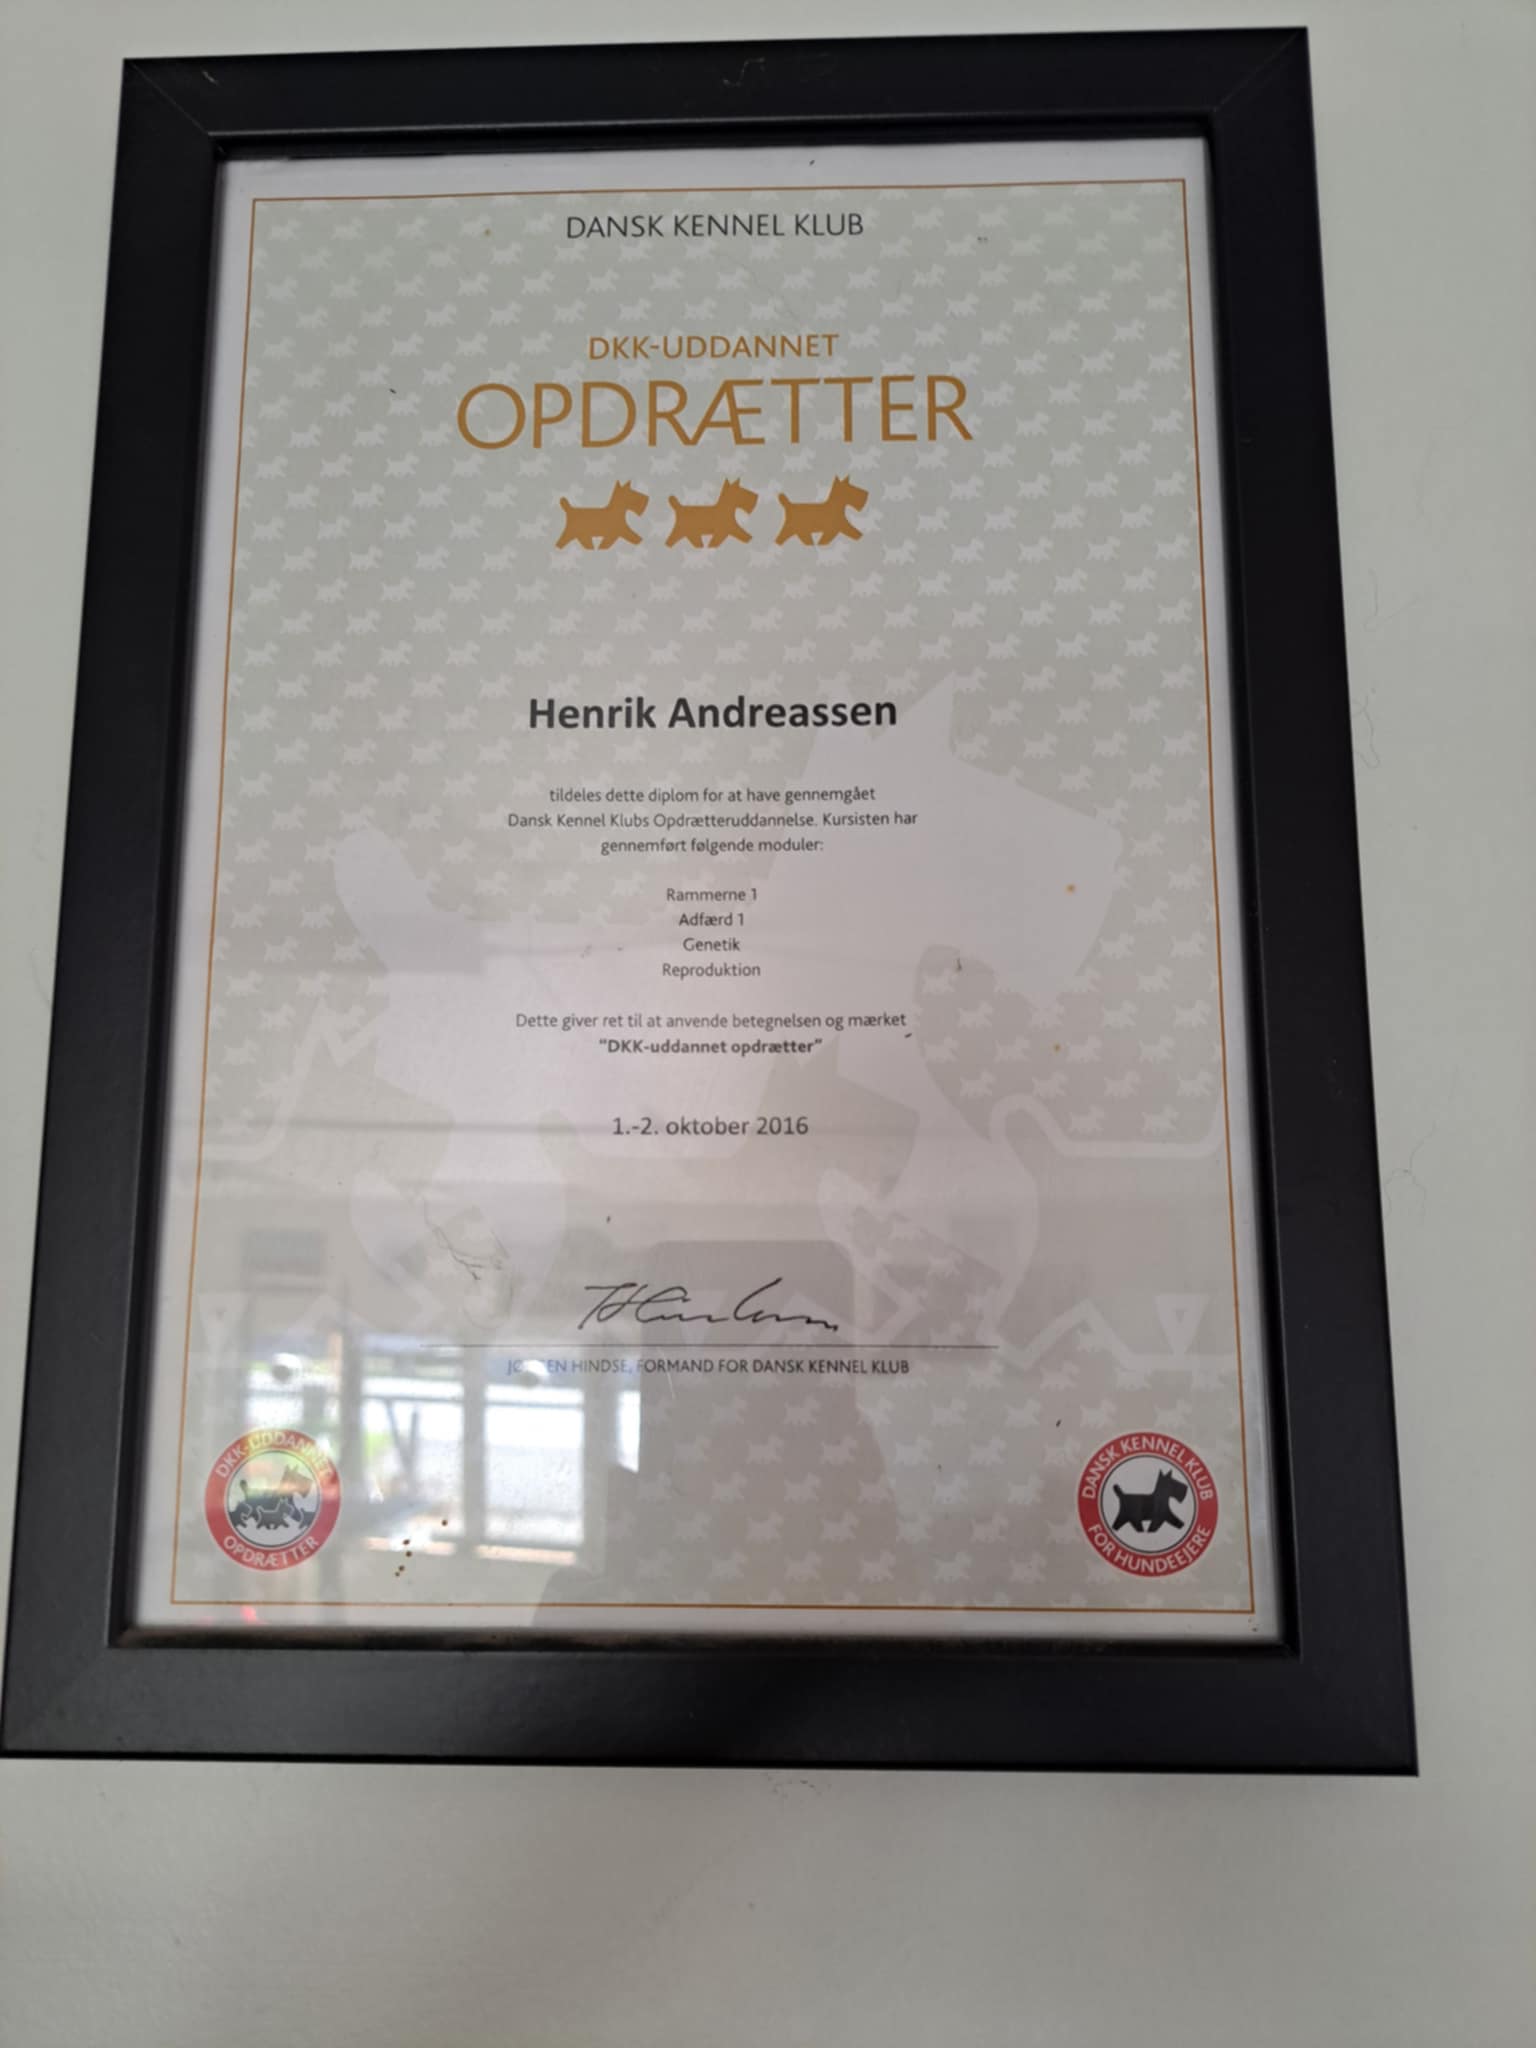 DANSK KENNEL KLUB
DKK-UDDANNET
OPDRÆTTER
Henrik Andreassen
tildeles dette diplom for at have gennemgået
Dansk Kennel Klubs Opdrætteruddannelse. Kursisten har
gennemført følgende moduler:
Rammerne 1
Adfærd 1
Genetik
Reproduktion
Dette giver ret til at anvende betegnelsen og mærket
"DKK-uddannet opdrætter"
1.-2. oktober 2016
HINDSE, FORMAND FOR DANSK KENNEL KLUB
DKK-UDDANNET
OPDRÆTTER
DANSK KENNEL KLUB
FOR HUNDEEJERE